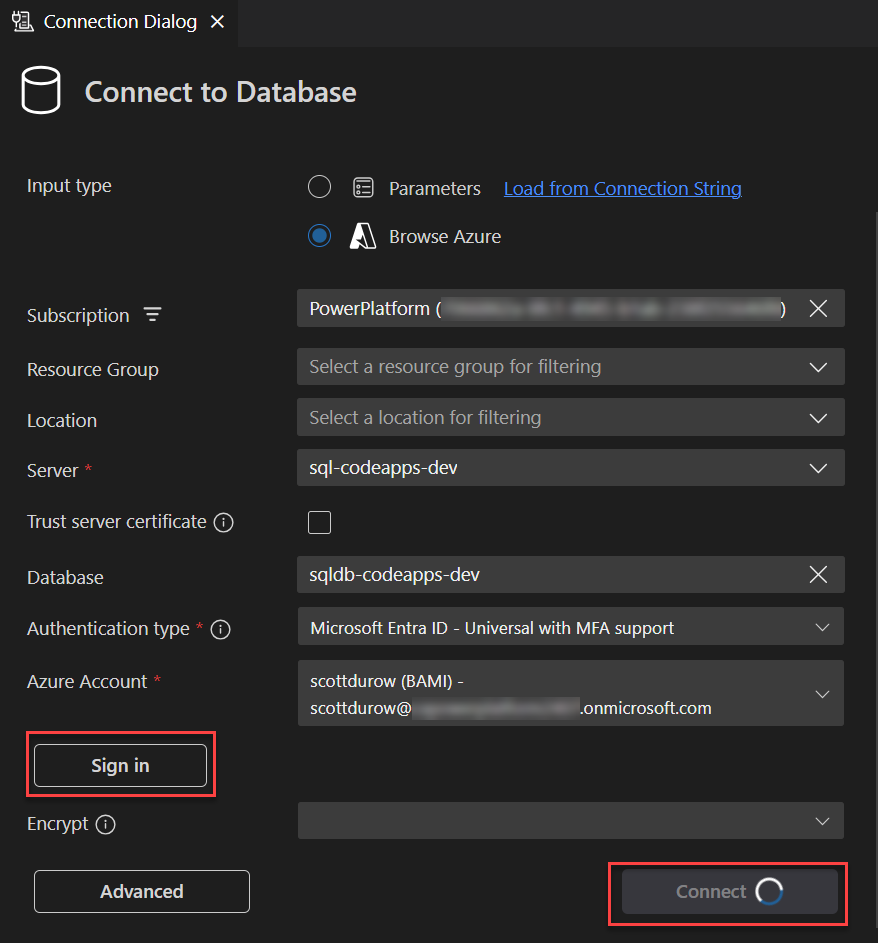 Connection Dialog
Connect to Database
Input type
Parameters Load from Connection String
Browse Azure
Subscription PowerPlatform ( )
Resource Group Select a resource group for filtering
Location Select a location for filtering
Server * sql-codeapps-dev
Trust server certificate
Database sqldb-codeapps-dev
Authentication type * Microsoft Entra ID - Universal with MFA support
Azure Account * scottdurow (BAMI) -
scottdurow@ .onmicrosoft.com
Sign in
Encrypt
Advanced Connect